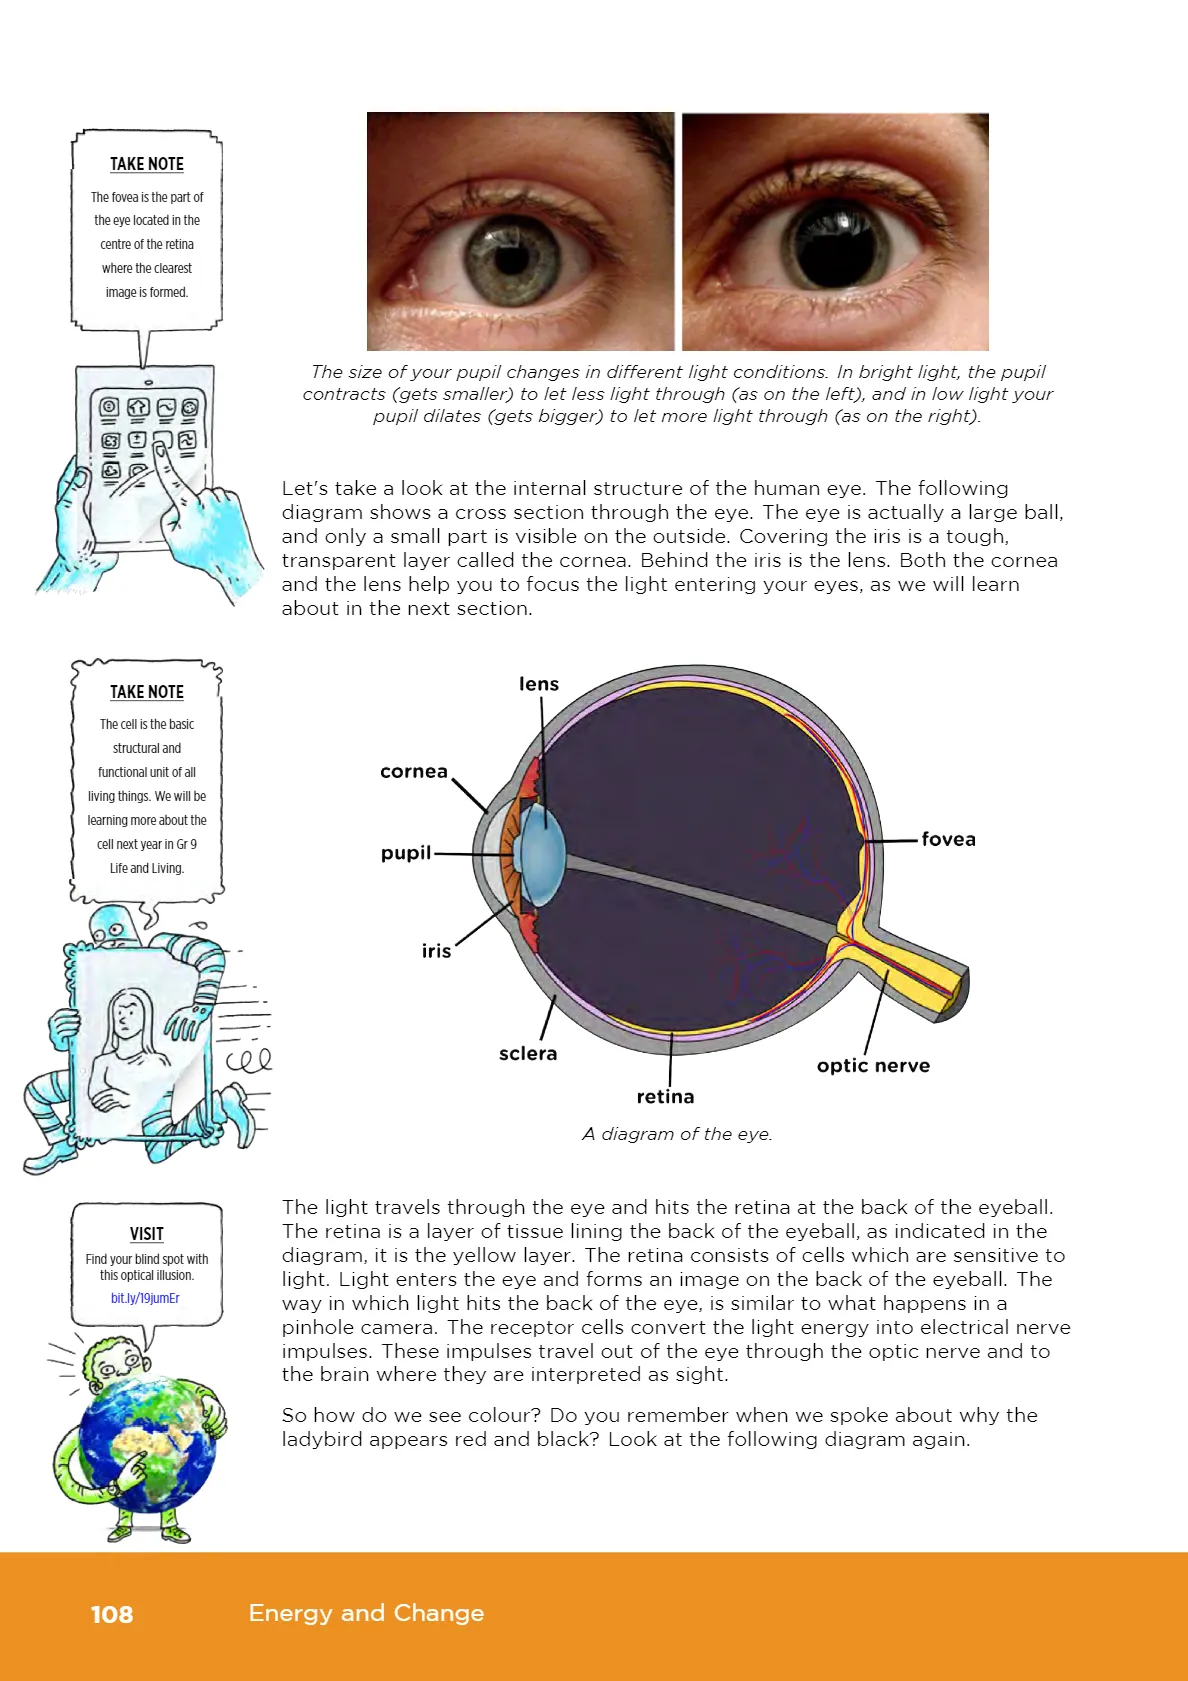 TAKE NOTE
The fovea is the part of
the eye located in the
centre of the retina
where the clearest
image is formed.
The size of your pupil changes in different light conditions. In bright light, the pupil
contracts (gets smaller) to let less light through (as on the left), and in low light your
pupil dilates (gets bigger) to let more light through (as on the right).
Let's take a look at the internal structure of the human eye. The following
diagram shows a cross section through the eye. The eye is actually a large ball,
and only a small part is visible on the outside. Covering the iris is a tough,
transparent layer called the cornea. Behind the iris is the lens. Both the cornea
and the lens help you to focus the light entering your eyes, as we will learn
about in the next section.
TAKE NOTE
The cell is the basic
structural and
functional unit of all
living things. We will be
learning more about the
cell next year in Gr 9
Life and Living.
lens
cornea
pupil
fovea
iris
sclera
optic nerve
retina
A diagram of the eye.
VISIT
Find your blind spot with
this optical illusion.
bit.ly/19jumEr
The light travels through the eye and hits the retina at the back of the eyeball.
The retina is a layer of tissue lining the back of the eyeball, as indicated in the
diagram, it is the yellow layer. The retina consists of cells which are sensitive to
light. Light enters the eye and forms an image on the back of the eyeball. The
way in which light hits the back of the eye, is similar to what happens in a
pinhole camera. The receptor cells convert the light energy into electrical nerve
impulses. These impulses travel out of the eye through the optic nerve and to
the brain where they are interpreted as sight.
So how do we see colour? Do you remember when we spoke about why the
ladybird appears red and black? Look at the following diagram again.
108
Energy and Change